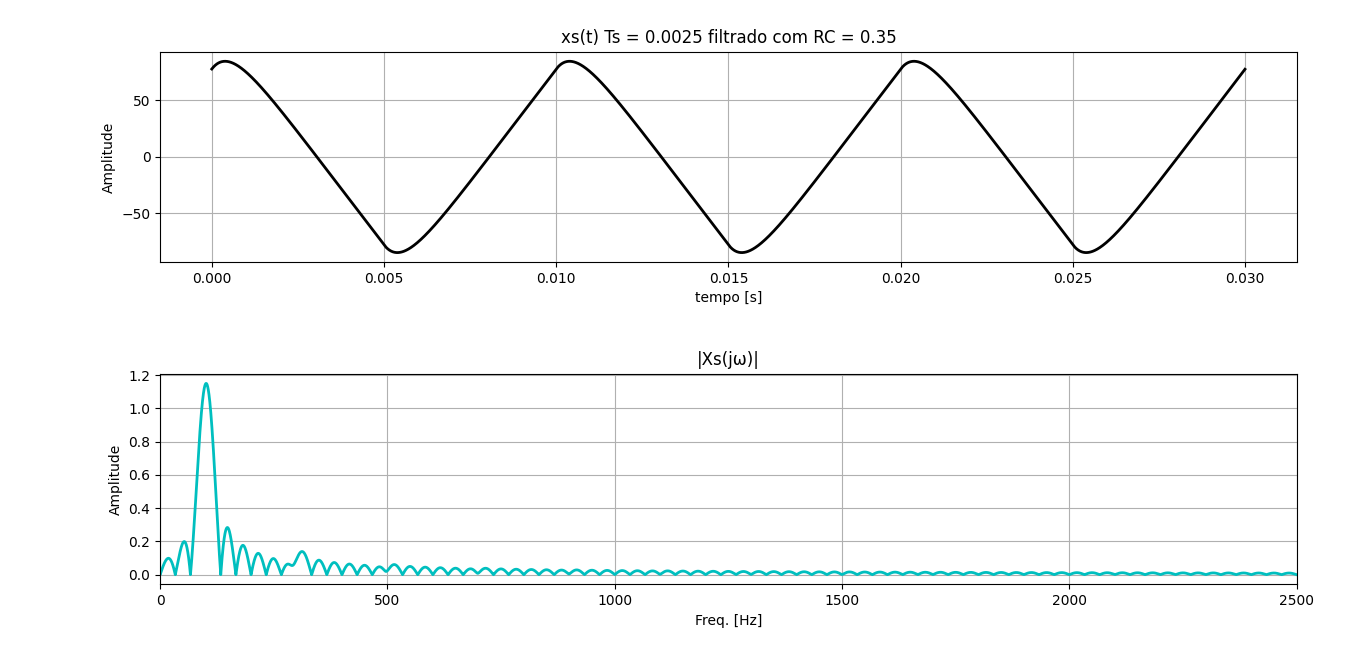 xs(t) Ts = 0.0025 filtrado com RC = 0.35
Amplitude
50
0
−50
0.000 0.005 0.010 0.015 0.020 0.025 0.030
tempo [s]
|Xs(jω)|
Amplitude
1.2
1.0
0.8
0.6
0.4
0.2
0.0
0 500 1000 1500 2000 2500
Freq. [Hz]